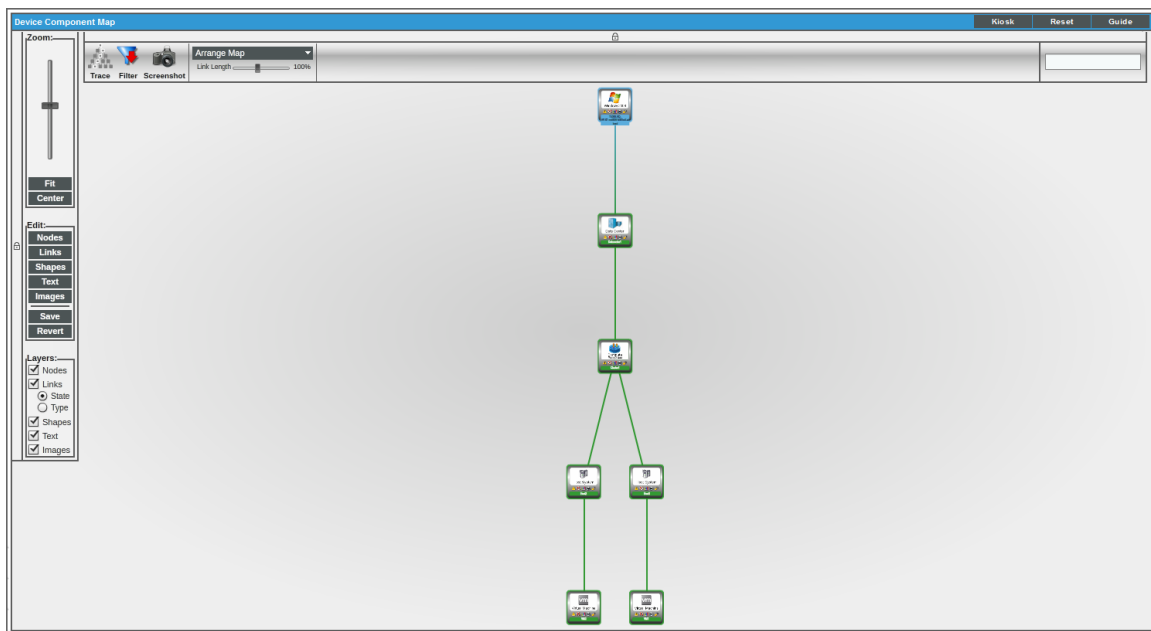 Device Component Map
Kiosk
Reset
Guide
Zoom:
Trace
Filter
Screenshot
Arrange Map
Link Length
100%
Fit
Center
Edit:
Nodes
Links
Shapes
Text
Images
Save
Revert
Layers:
Nodes
Links
State
Type
Shapes
Text
Images